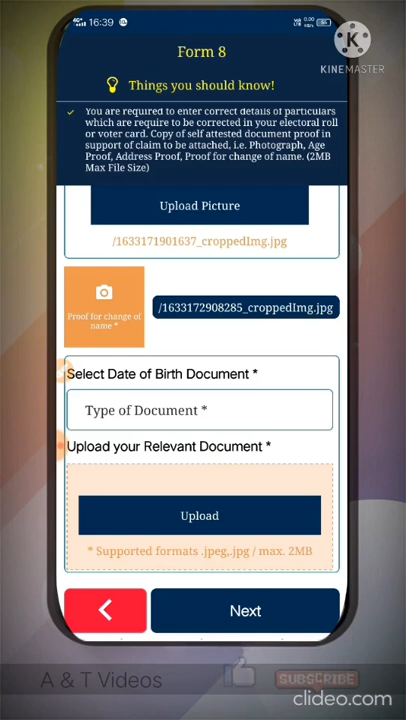 16:39
KINEMASTER
Form 8
Things you should know!
You are required to enter correct details of particulars
which are require to be corrected in your electoral roll
or voter card. Copy of self attested document proof in
support of claim to be attached, i.e. Photograph, Age
Proof, Address Proof, Proof for change of name. (2MB
Max File Size)
Upload Picture
/1633171901637_croppedImg.jpg
Proof for change of
name *
/1633172908285_croppedImg.jpg
Select Date of Birth Document *
Type of Document *
Upload your Relevant Document *
Upload
* Supported formats .jpeg,.jpg / max. 2MB
Next
A & T Videos
SUBSCRIBE
clideo.com